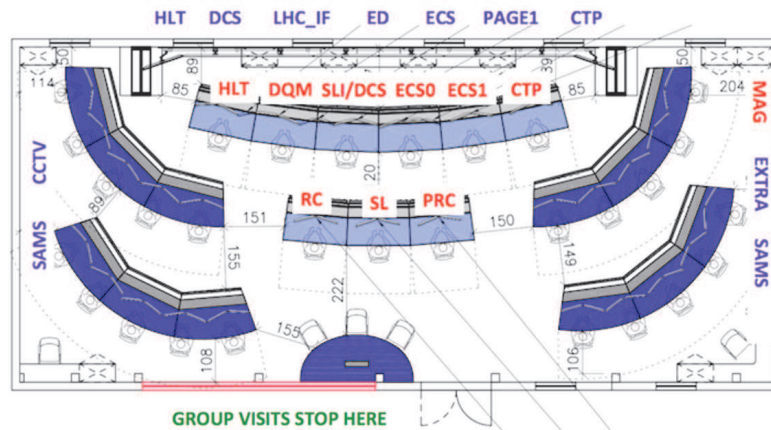 HLT DCS LHC_IF ED ECS PAGE1 CTP
50 89 39 50
114 85 85 204
HLT DQM SLI/DCS ECS0 ECS1 CTP MAG
CCTV 20 EXTRA
89 RC SL PRC
151 150
SAMS 155 149 SAMS
222
155
108 106
GROUP VISITS STOP HERE